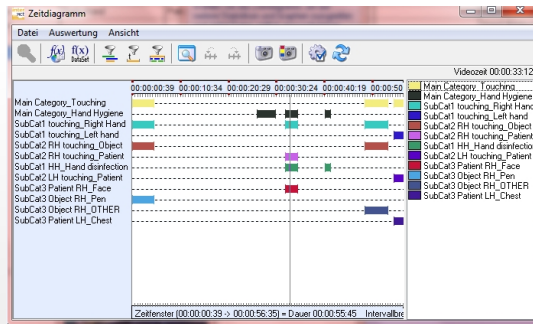 Zeitdiagramm
Datei Auswertung Ansicht
f(x) f(x) DataSet
Videozeit 00:00:33:12
00:00:00:39 00:00:10:34 00:00:20:29 00:00:30:24 00:00:40:19 00:00:50
Main Category_Touching
Main Category_Hand Hygiene
SubCat1 touching_Right Hand
SubCat1 touching_Left hand
SubCat2 RH touching_Object
SubCat2 RH touching_Patient
SubCat1 HH_Hand disinfection
SubCat2 LH touching_Patient
SubCat3 Patient RH_Face
SubCat3 Object RH_Pen
SubCat3 Object RH_OTHER
SubCat3 Patient LH_Chest
Main Category_Touching
Main Category_Hand Hygiene
SubCat1 touching_Right Hand
SubCat1 touching_Left hand
SubCat2 RH touching_Object
SubCat2 RH touching_Patient
SubCat1 HH_Hand disinfectio
SubCat2 LH touching_Patient
SubCat3 Patient RH_Face
SubCat3 Object RH_Pen
SubCat3 Object RH_OTHER
SubCat3 Patient LH_Chest
Zeitfenster (00:00:00:39 -> 00:00:56:35) = Dauer 00:00:55:45 Intervallbre